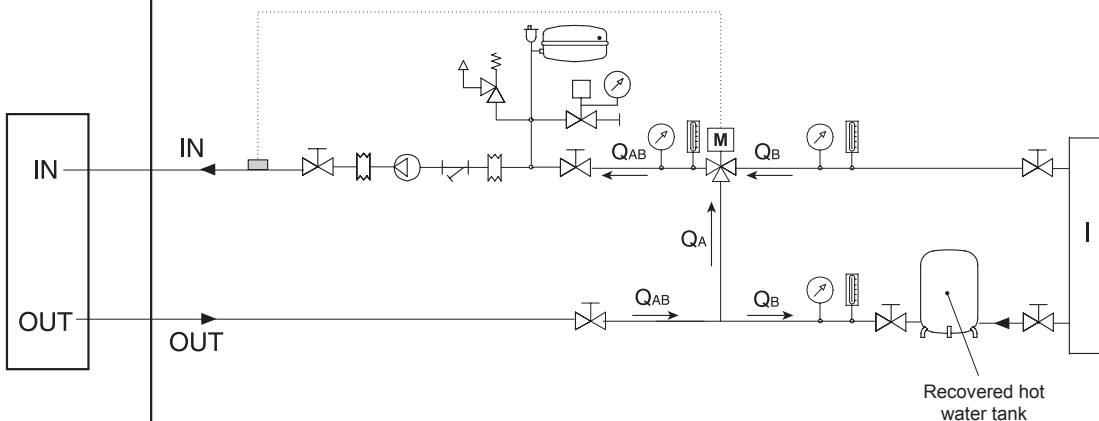 M
IN
QAB
QB
IN
QA
I
QAB
QB
OUT
OUT
Recovered hot
water tank